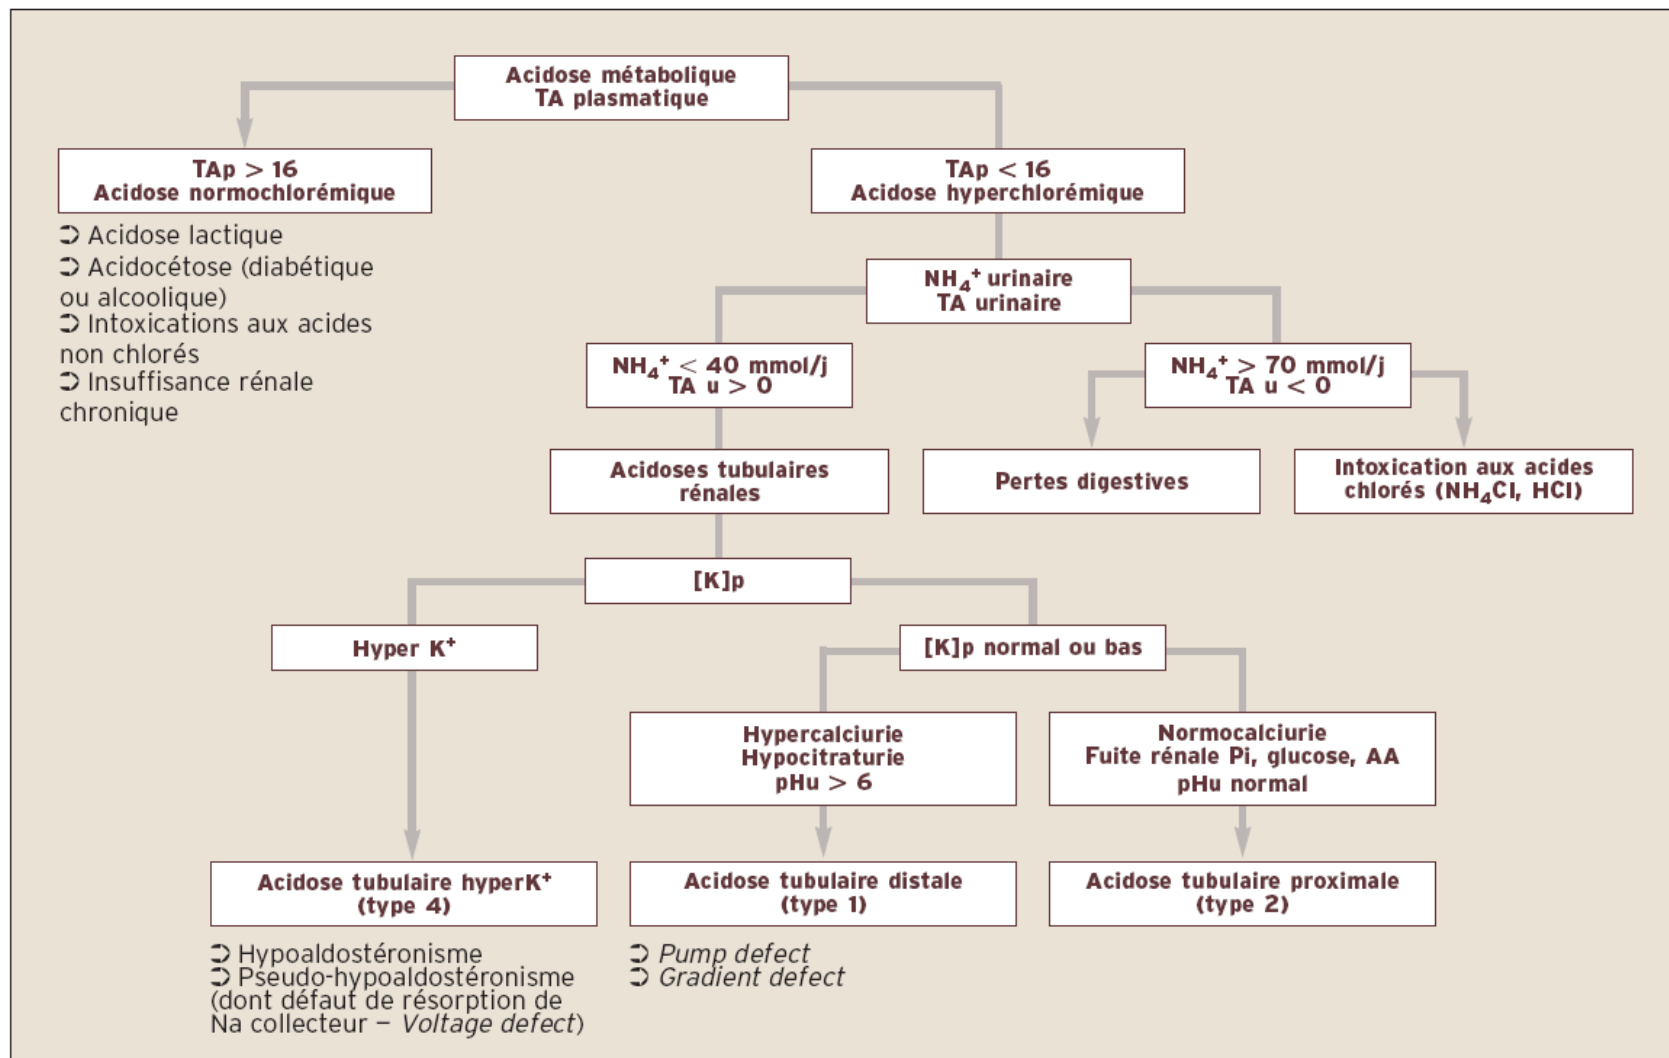 Acidose métabolique
TA plasmatique
TAp > 16
Acidose normochlorémique
TAp < 16
Acidose hyperchlorémique
➲ Acidose lactique
➲ Acidocétose (diabétique
ou alcoolique)
➲ Intoxications aux acides
non chlorés
➲ Insuffisance rénale
chronique
NH₄⁺ urinaire
TA urinaire
NH₄⁺ < 40 mmol/j
TA u > 0
NH₄⁺ > 70 mmol/j
TA u < 0
Acidoses tubulaires
rénales
Pertes digestives
Intoxication aux acides
chlorés (NH₄Cl, HCl)
[K]p
Hyper K⁺
[K]p normal ou bas
Hypercalciurie
Hypocitraturie
pHu > 6
Normocalciurie
Fuite rénale Pi, glucose, AA
pHu normal
Acidose tubulaire hyperK⁺
(type 4)
Acidose tubulaire distale
(type 1)
Acidose tubulaire proximale
(type 2)
➲ Hypoaldostéronisme
➲ Pseudo-hypoaldostéronisme
(dont défaut de résorption de
Na collecteur – Voltage defect)
➲ Pump defect
➲ Gradient defect